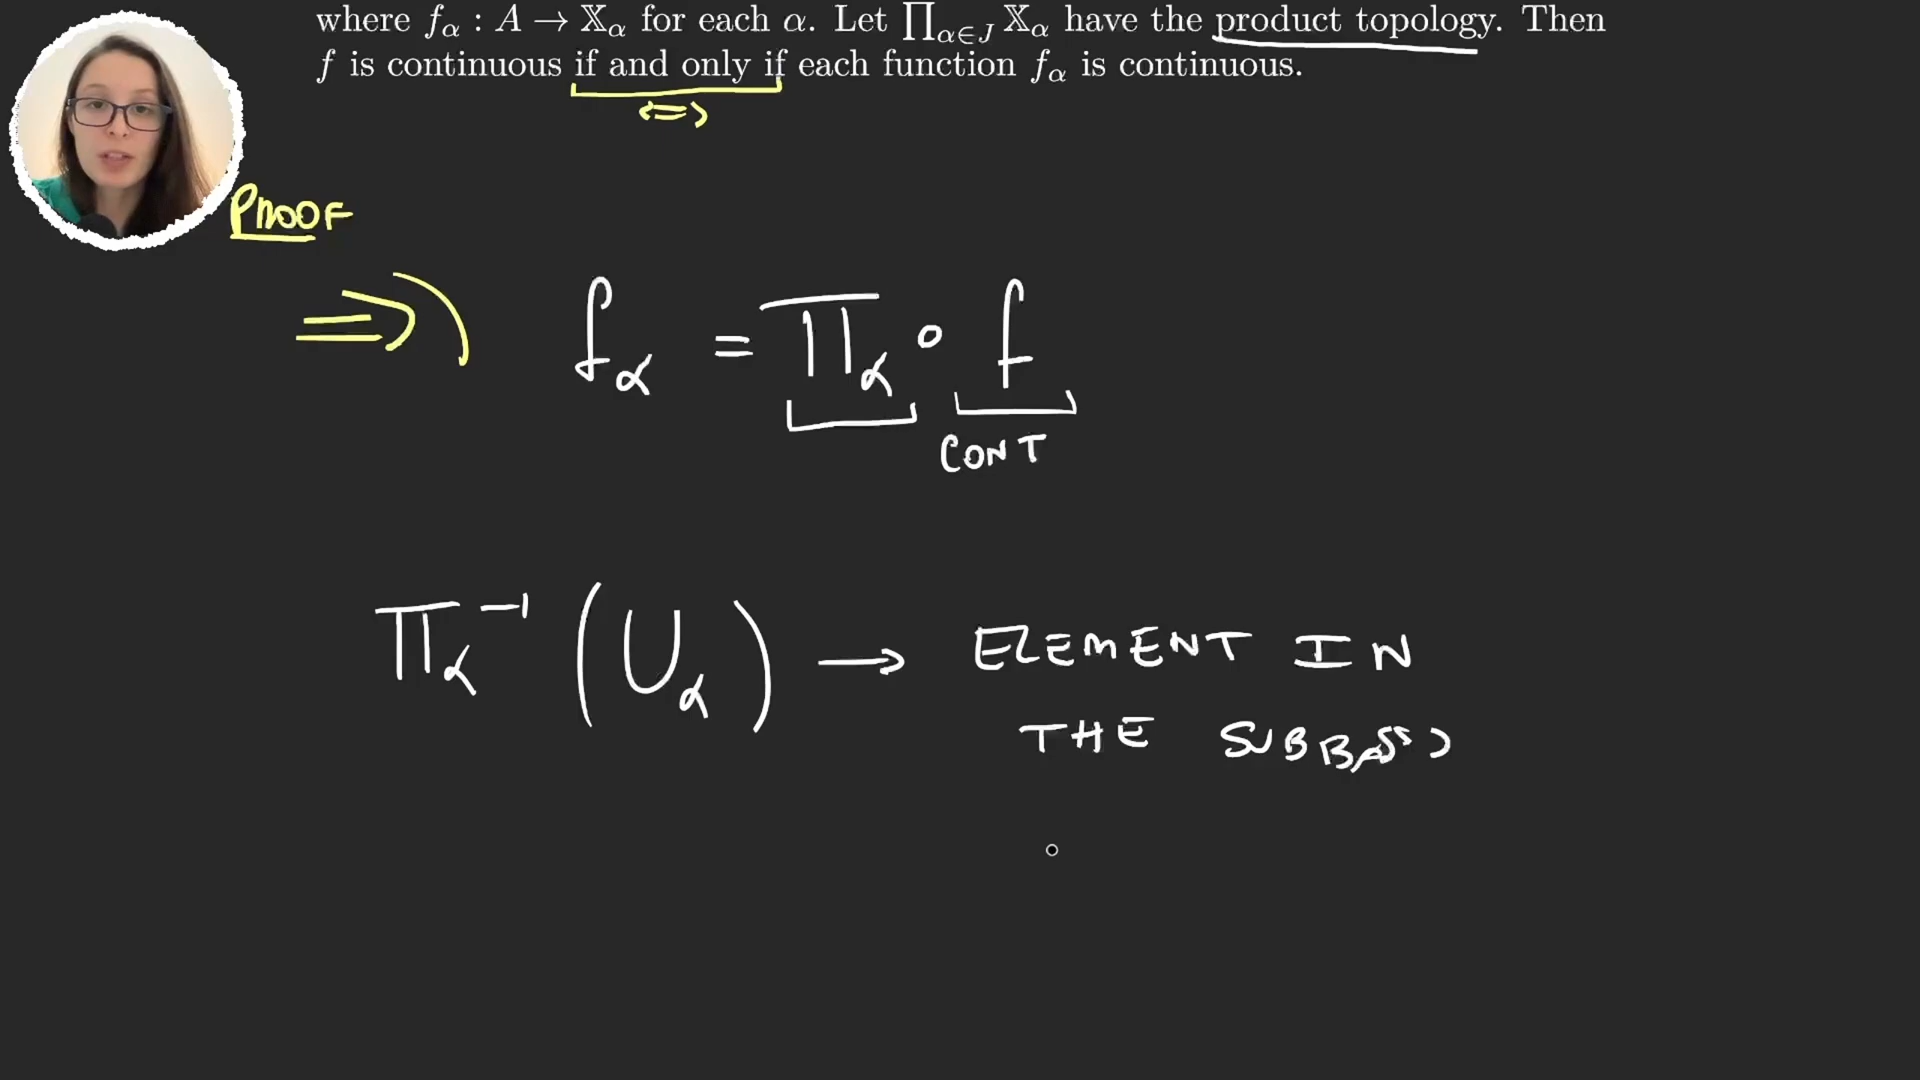 where fα : A → 𝕏α for each α. Let ∏α∈J 𝕏α have the product topology. Then
f is continuous if and only if each function fα is continuous.
<=>
PROOF
=>)
fα = πα ∘ f
CONT
πα⁻¹ (Uα) → ELEMENT IN
THE SUBBASIS